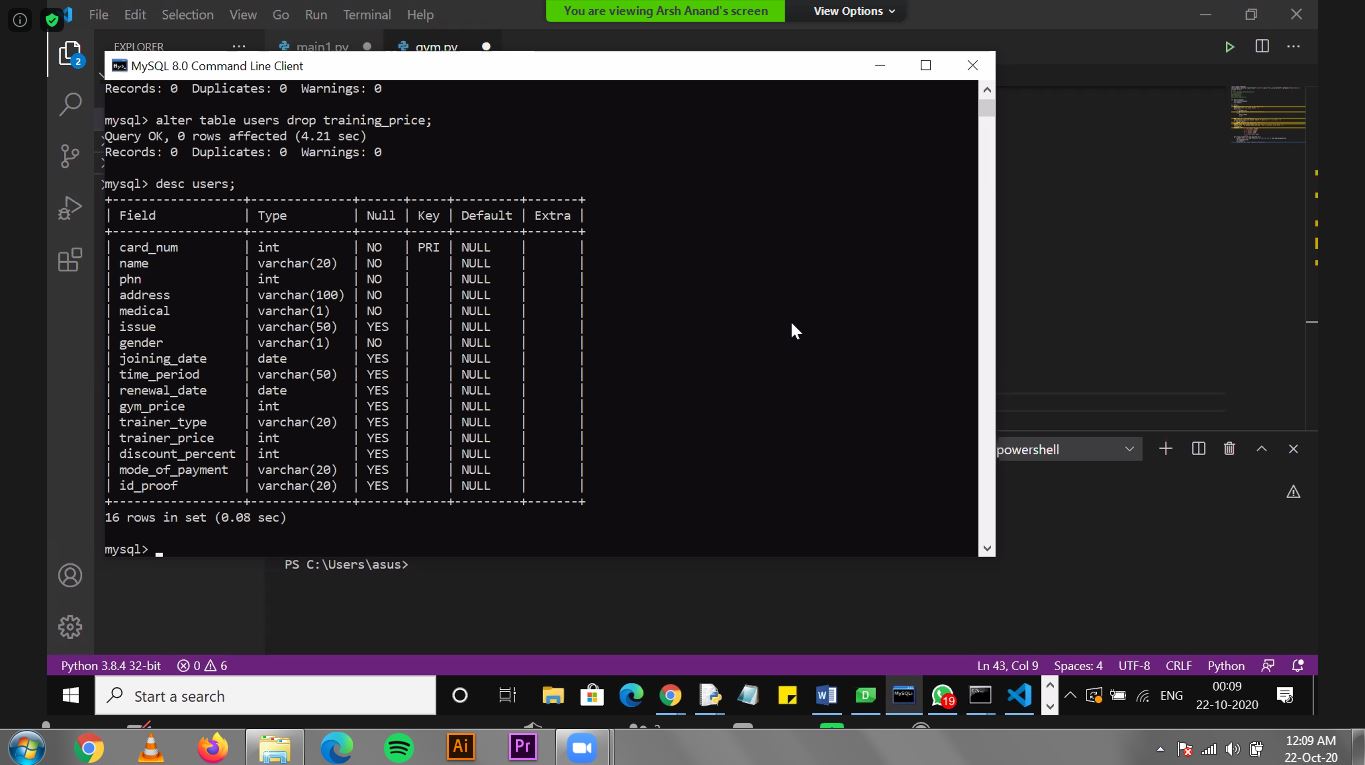 File Edit Selection View Go Run Terminal Help
You are viewing Arsh Anand's screen View Options
EXPLORER ... main1.py gym.py
2
MySQL 8.0 Command Line Client
Records: 0 Duplicates: 0 Warnings: 0
mysql> alter table users drop training_price;
Query OK, 0 rows affected (4.21 sec)
Records: 0 Duplicates: 0 Warnings: 0
mysql> desc users;
| Field | Type | Null | Key | Default | Extra |
| card_num | int | NO | PRI | NULL | |
| name | varchar(20) | NO | | NULL | |
| phn | int | NO | | NULL | |
| address | varchar(100) | NO | | NULL | |
| medical | varchar(1) | NO | | NULL | |
| issue | varchar(50) | YES | | NULL | |
| gender | varchar(1) | NO | | NULL | |
| joining_date | date | YES | | NULL | |
| time_period | varchar(50) | YES | | NULL | |
| renewal_date | date | YES | | NULL | |
| gym_price | int | YES | | NULL | |
| trainer_type | varchar(20) | YES | | NULL | |
| trainer_price | int | YES | | NULL | |
| discount_percent | int | YES | | NULL | |
| mode_of_payment | varchar(20) | YES | | NULL | |
| id_proof | varchar(20) | YES | | NULL | |
16 rows in set (0.08 sec)
mysql>
powershell
PS C:\Users\asus>
Python 3.8.4 32-bit 0 6 Ln 43, Col 9 Spaces: 4 UTF-8 CRLF Python
Start a search
19
ENG
00:09
22-10-2020
Ai Pr
12:09 AM
22-Oct-20